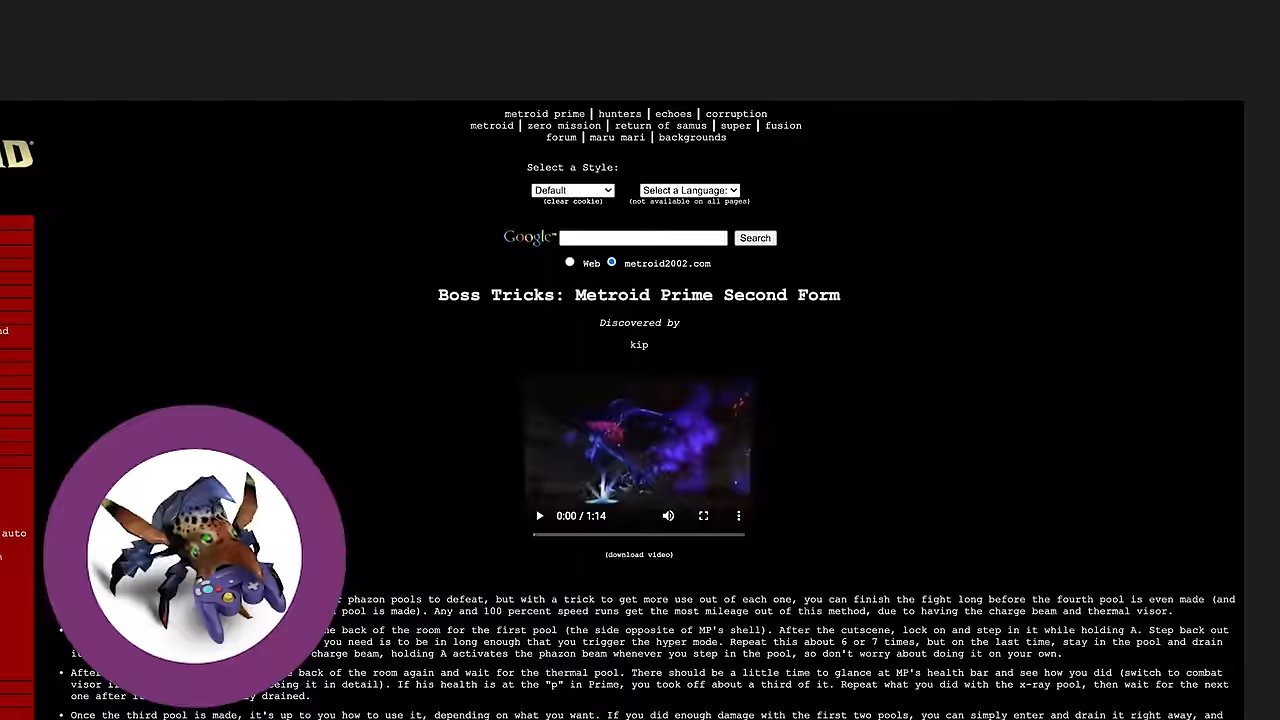 metroid prime | hunters | echoes | corruption
metroid | zero mission | return of samus | super | fusion
forum | maru mari | backgrounds
Select a Style:
Default
Select a Language:
(clear cookie)
(not available on all pages)
Google™
Search
Web
metroid2002.com
Boss Tricks: Metroid Prime Second Form
Discovered by
kip
0:00 / 1:14
(download video)
auto
phazon pools to defeat, but with a trick to get more use out of each one, you can finish the fight long before the fourth pool is even made (and
pool is made). Any and 100 percent speed runs get the most mileage out of this method, due to having the charge beam and thermal visor.
back of the room for the first pool (the side opposite of MP's shell). After the cutscene, lock on and step in it while holding A. Step back out
you need is to be in long enough that you trigger the hyper mode. Repeat this about 6 or 7 times, but on the last time, stay in the pool and drain
charge beam, holding A activates the phazon beam whenever you step in the pool, so don't worry about doing it on your own.
back of the room again and wait for the thermal pool. There should be a little time to glance at MP's health bar and see how you did (switch to combat
visor in detail). If his health is at the "p" in Prime, you took off about a third of it. Repeat what you did with the x-ray pool, then wait for the next
one after drained.
Once the third pool is made, it's up to you how to use it, depending on what you want. If you did enough damage with the first two pools, you can simply enter and drain it right away, and